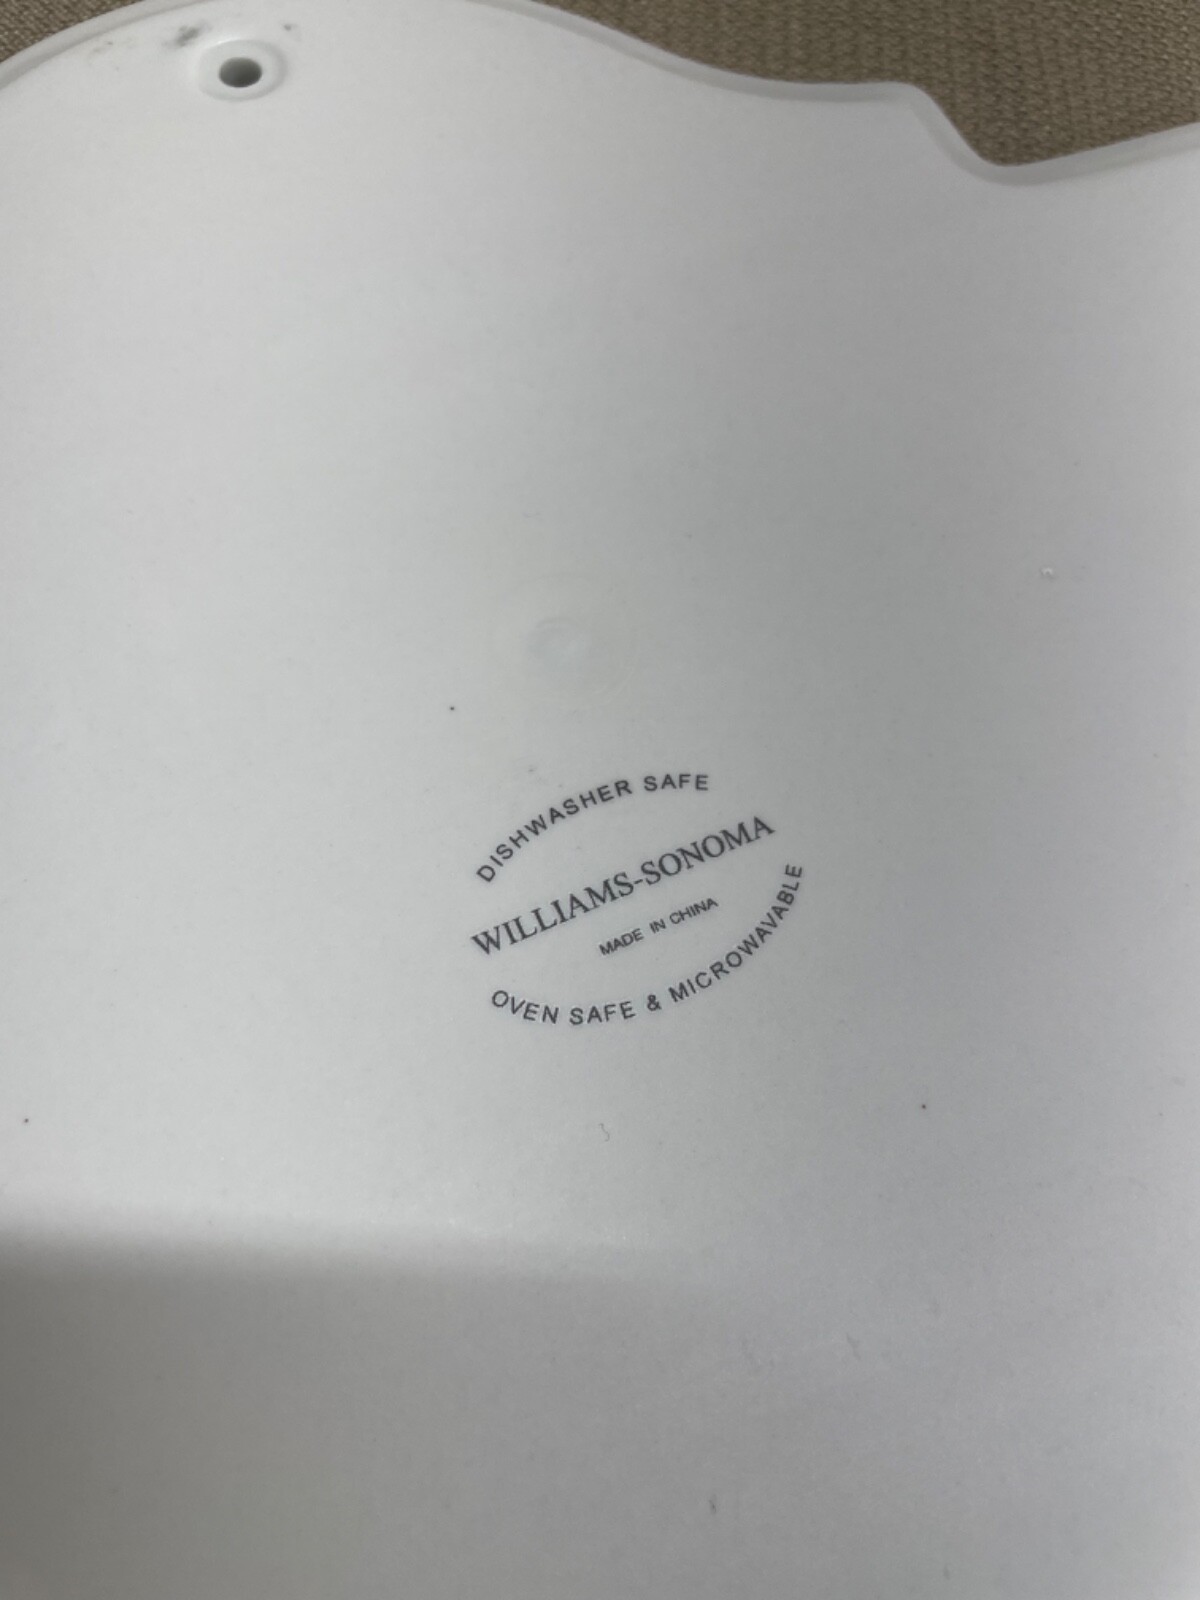 DISHWASHER SAFE
WILLIAMS-SONOMA
MADE IN CHINA
OVEN SAFE & MICROWAVABLE